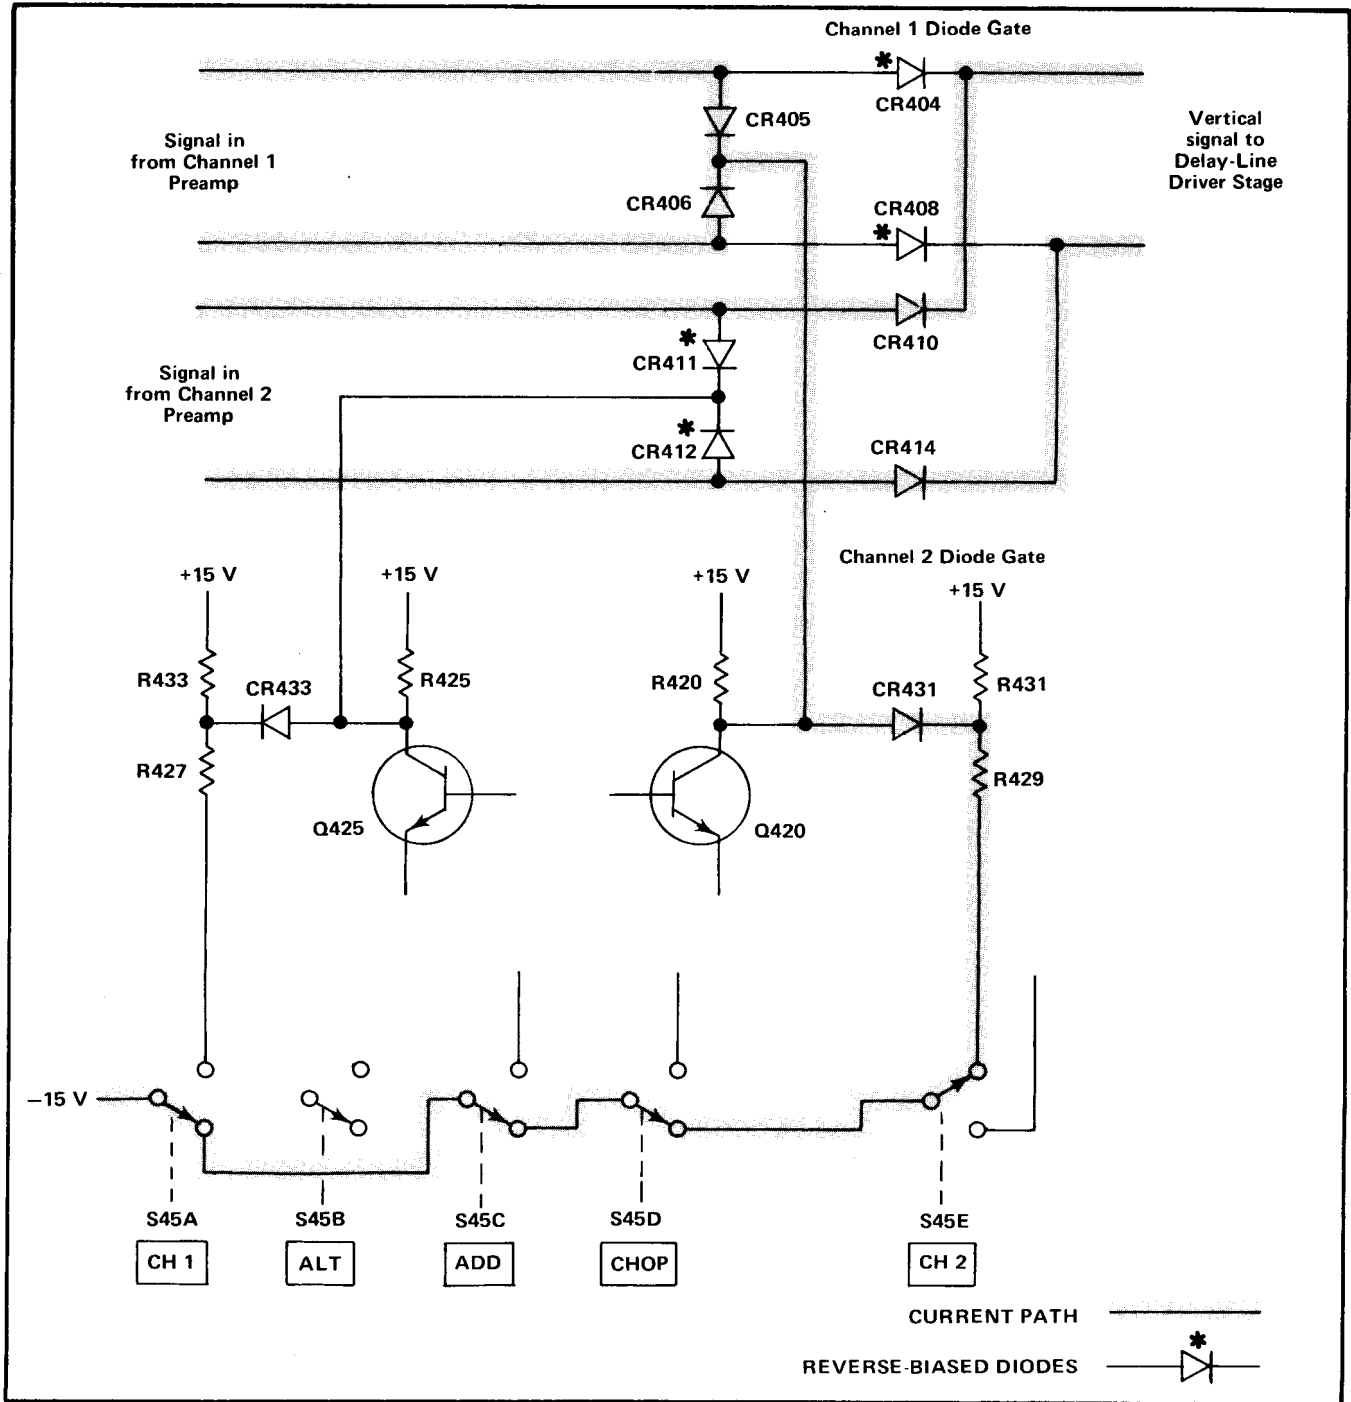 Channel 1 Diode Gate
*
CR404
CR405
Signal in
from Channel 1
Preamp
Vertical
signal to
Delay-Line
Driver Stage
CR406
CR408
*
CR410
*
CR411
Signal in
from Channel 2
Preamp
*
CR412
CR414
Channel 2 Diode Gate
+15 V
+15 V
+15 V
+15 V
R433
CR433
R425
R420
CR431
R431
R427
R429
Q425
Q420
—15 V
S45A
S45B
S45C
S45D
S45E
CH 1
ALT
ADD
CHOP
CH 2
CURRENT PATH
*
REVERSE-BIASED DIODES